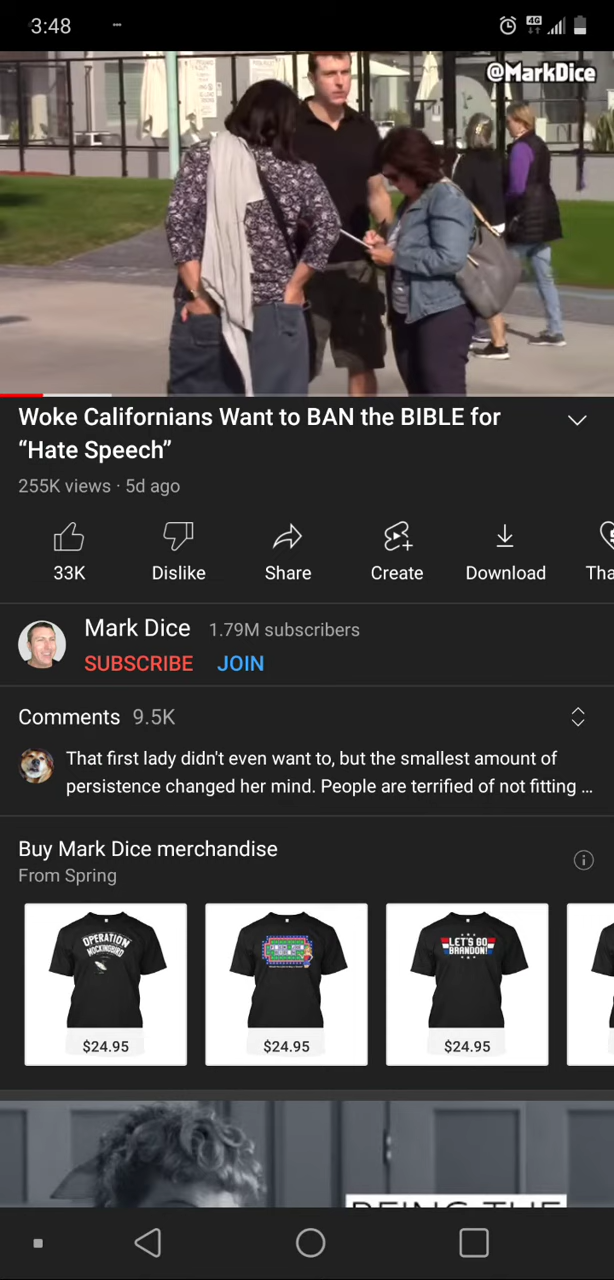 3:48
4G
@MarkDice
Woke Californians Want to BAN the BIBLE for
“Hate Speech”
255K views · 5d ago
33K
Dislike
Share
Create
Download
Tha
Mark Dice
1.79M subscribers
SUBSCRIBE
JOIN
Comments 9.5K
That first lady didn't even want to, but the smallest amount of
persistence changed her mind. People are terrified of not fitting ...
Buy Mark Dice merchandise
From Spring
OPERATION
MOCKINGBIRD
LET'S GO
BRANDON!
$24.95
$24.95
$24.95
BEING THE